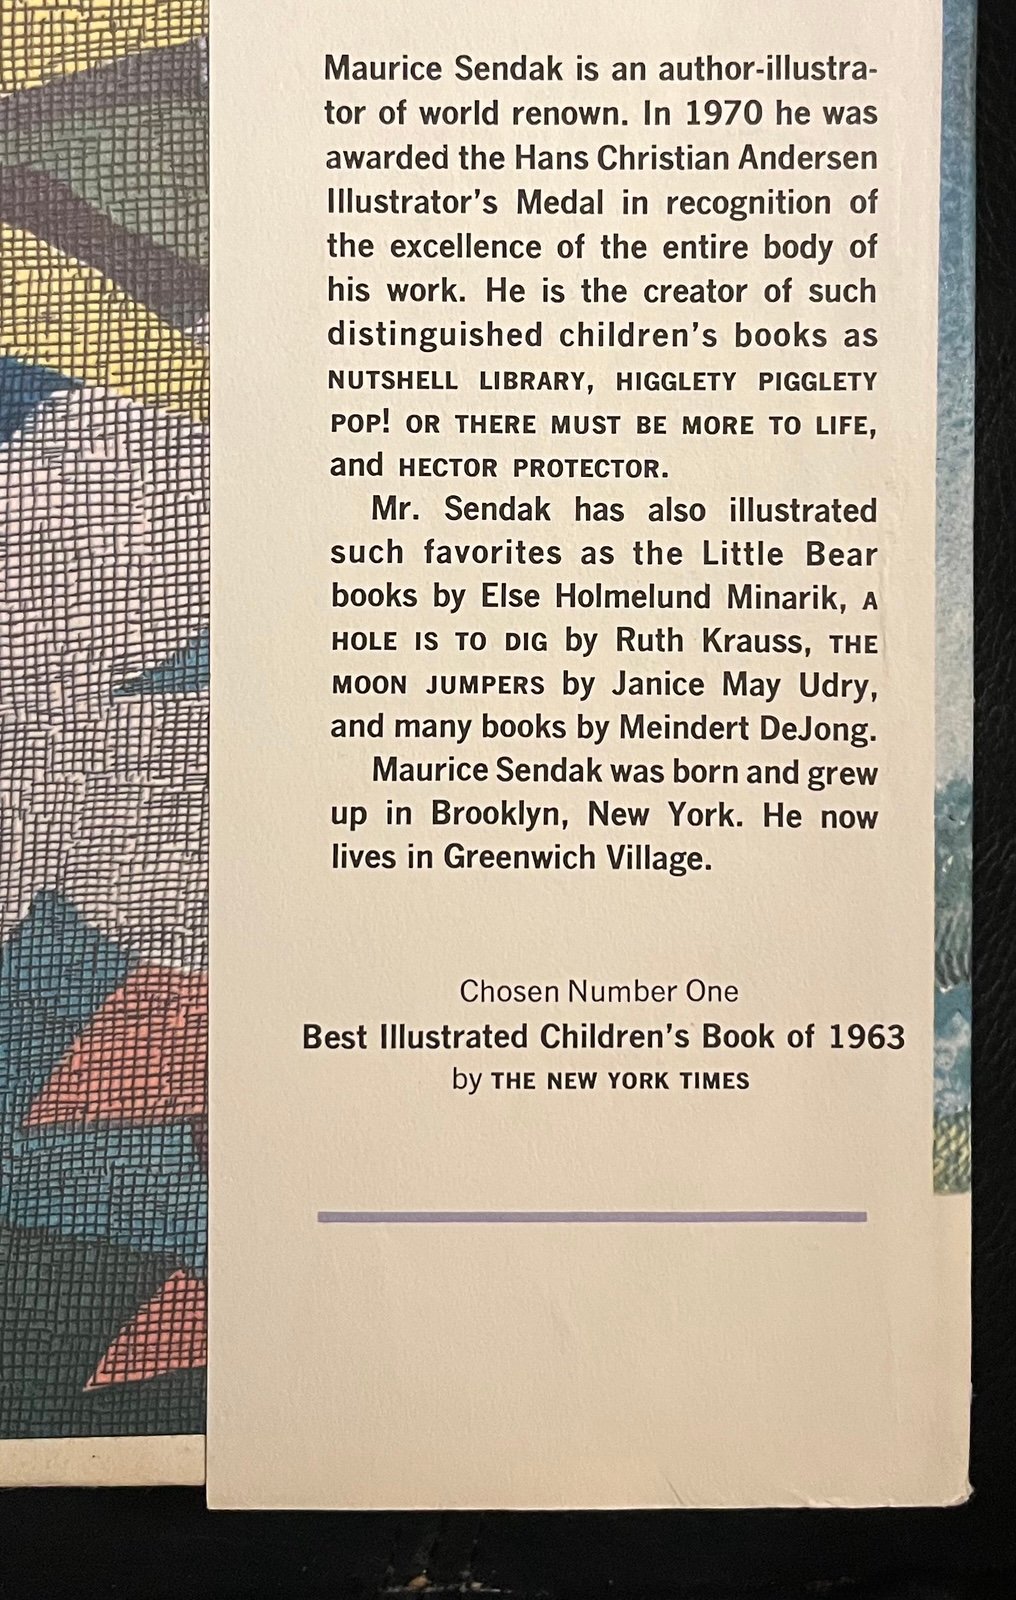 Maurice Sendak is an author-illustra-
tor of world renown. In 1970 he was
awarded the Hans Christian Andersen
Illustrator's Medal in recognition of
the excellence of the entire body of
his work. He is the creator of such
distinguished children's books as
NUTSHELL LIBRARY, HIGGLETY PIGGLETY
POP! OR THERE MUST BE MORE TO LIFE,
and HECTOR PROTECTOR.
Mr. Sendak has also illustrated
such favorites as the Little Bear
books by Else Holmelund Minarik, A
HOLE IS TO DIG by Ruth Krauss, THE
MOON JUMPERS by Janice May Udry,
and many books by Meindert DeJong.
Maurice Sendak was born and grew
up in Brooklyn, New York. He now
lives in Greenwich Village.
Chosen Number One
Best Illustrated Children's Book of 1963
by THE NEW YORK TIMES